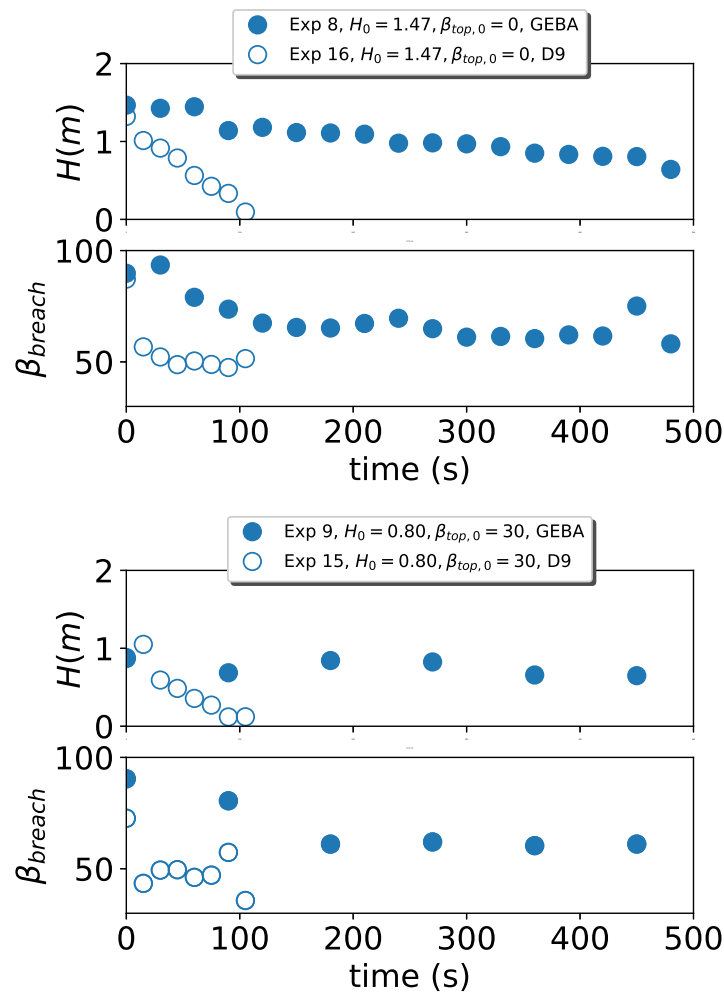 Exp 8, H₀ = 1.47, β_top,0 = 0, GEBA
Exp 16, H₀ = 1.47, β_top,0 = 0, D9
2
1
0
H(m)
100
50
β_breach
0 100 200 300 400 500
time (s)
Exp 9, H₀ = 0.80, β_top,0 = 30, GEBA
Exp 15, H₀ = 0.80, β_top,0 = 30, D9
2
1
0
H(m)
100
50
β_breach
0 100 200 300 400 500
time (s)